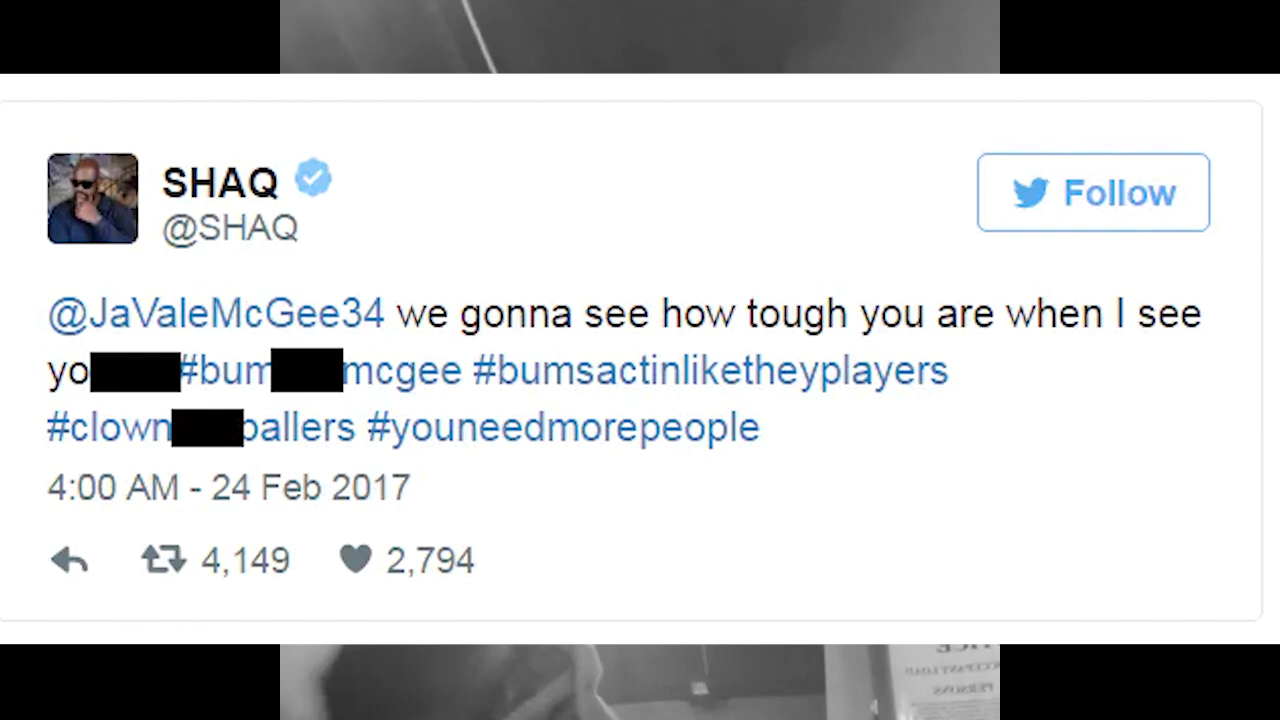 SHAQ
@SHAQ
Follow
@JaValeMcGee34 we gonna see how tough you are when I see
yo #bum mcgee #bumsactinliketheyplayers
#clown ballers #youneedmorepeople
4:00 AM - 24 Feb 2017
4,149 2,794